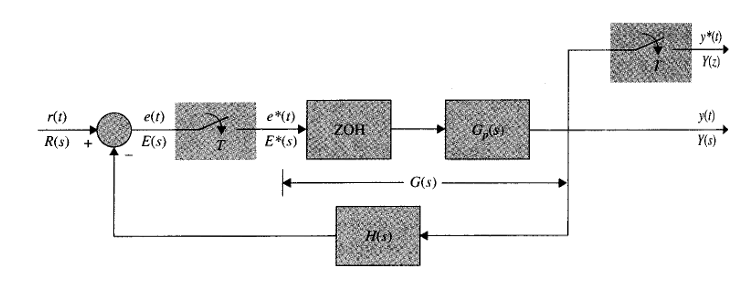 y*(t)
T
Y(z)
r(t)
e(t)
e*(t)
ZOH
G_p(s)
y(t)
R(s)
+
−
E(s)
T
E*(s)
Y(s)
G(s)
H(s)